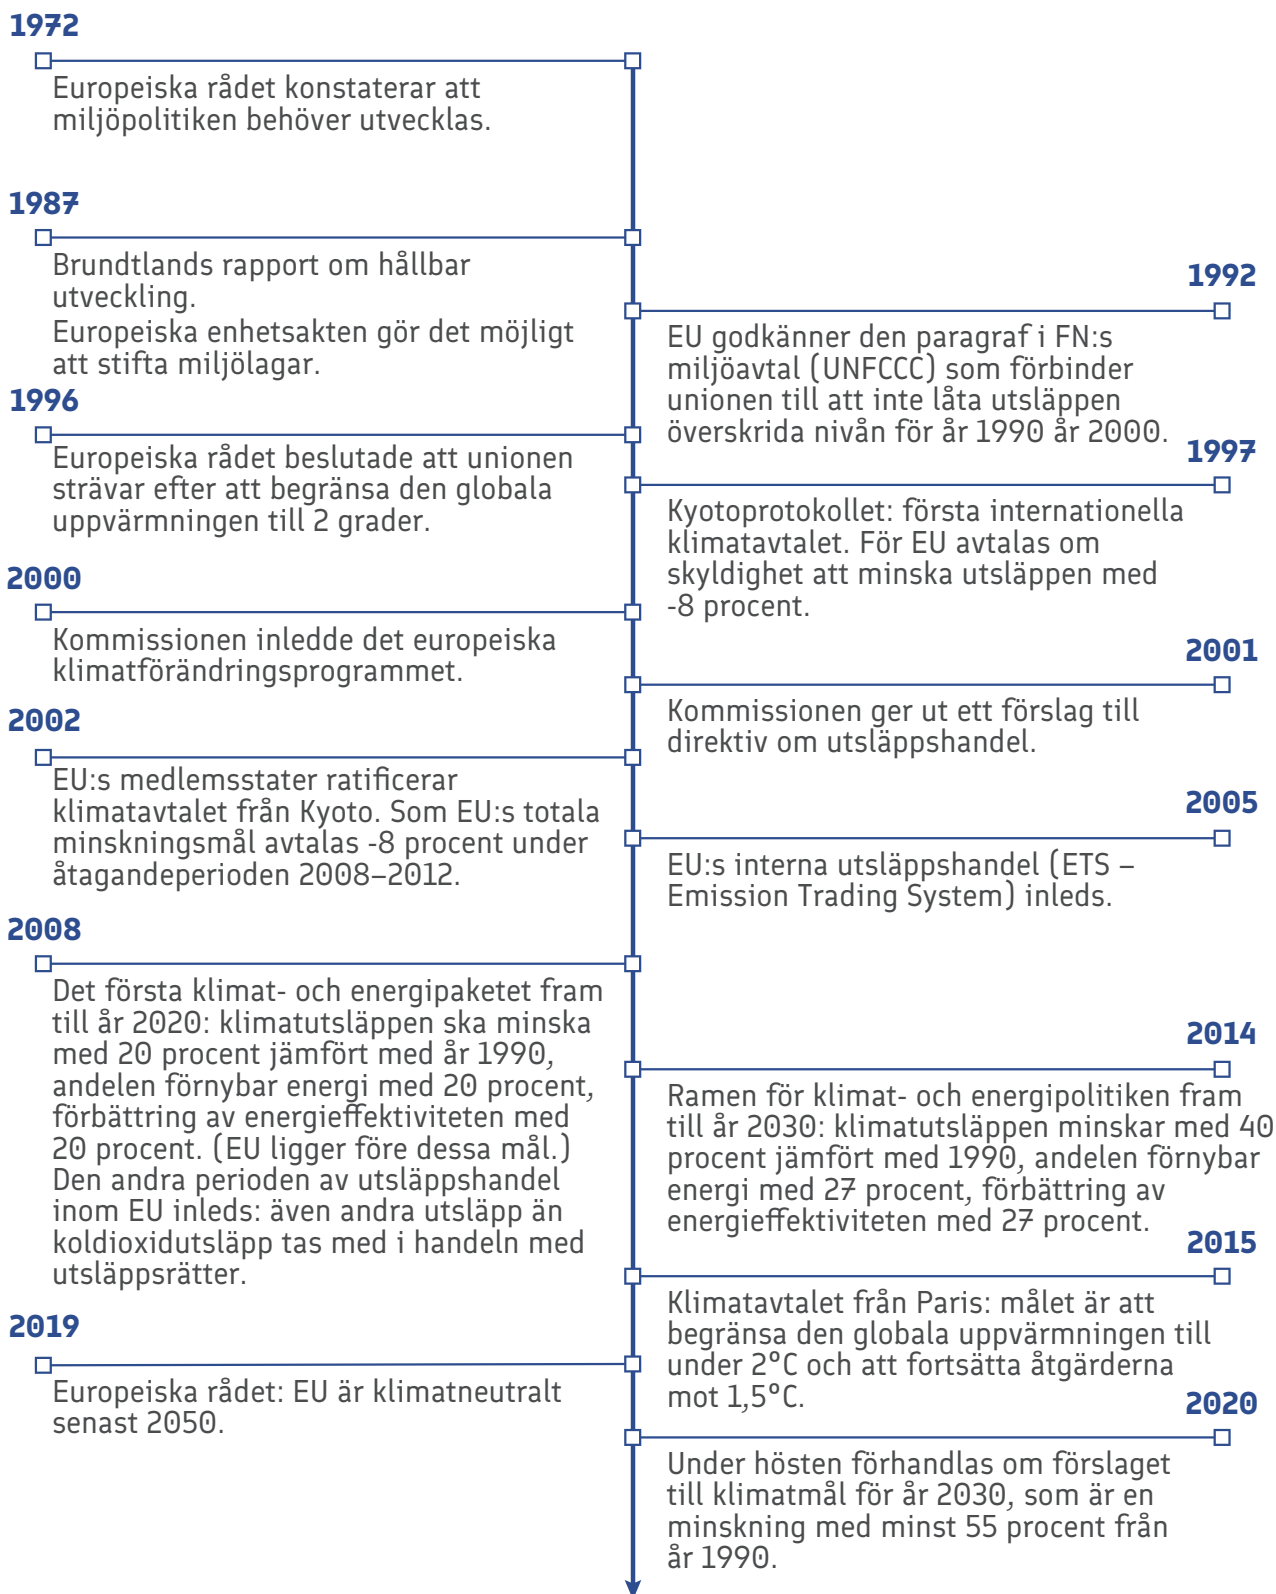 1972
Europeiska rådet konstaterar att
miljöpolitiken behöver utvecklas.
1987
Brundtlands rapport om hållbar
utveckling.
Europeiska enhetsakten gör det möjligt
att stifta miljölagar.
1992
EU godkänner den paragraf i FN:s
miljöavtal (UNFCCC) som förbinder
unionen till att inte låta utsläppen
överskrida nivån för år 1990 år 2000.
1996
Europeiska rådet beslutade att unionen
strävar efter att begränsa den globala
uppvärmningen till 2 grader.
1997
Kyotoprotokollet: första internationella
klimatavtalet. För EU avtalas om
skyldighet att minska utsläppen med
-8 procent.
2000
Kommissionen inledde det europeiska
klimatförändringsprogrammet.
2001
Kommissionen ger ut ett förslag till
direktiv om utsläppshandel.
2002
EU:s medlemsstater ratificerar
klimatavtalet från Kyoto. Som EU:s totala
minskningsmål avtalas -8 procent under
åtagandeperioden 2008–2012.
2005
EU:s interna utsläppshandel (ETS –
Emission Trading System) inleds.
2008
Det första klimat- och energipaketet fram
till år 2020: klimatutsläppen ska minska
med 20 procent jämfört med år 1990,
andelen förnybar energi med 20 procent,
förbättring av energieffektiviteten med
20 procent. (EU ligger före dessa mål.)
Den andra perioden av utsläppshandel
inom EU inleds: även andra utsläpp än
koldioxidutsläpp tas med i handeln med
utsläppsrätter.
2014
Ramen för klimat- och energipolitiken fram
till år 2030: klimatutsläppen minskar med 40
procent jämfört med 1990, andelen förnybar
energi med 27 procent, förbättring av
energieffektiviteten med 27 procent.
2015
Klimatavtalet från Paris: målet är att
begränsa den globala uppvärmningen till
under 2°C och att fortsätta åtgärderna
mot 1,5°C.
2019
Europeiska rådet: EU är klimatneutralt
senast 2050.
2020
Under hösten förhandlas om förslaget
till klimatmål för år 2030, som är en
minskning med minst 55 procent från
år 1990.